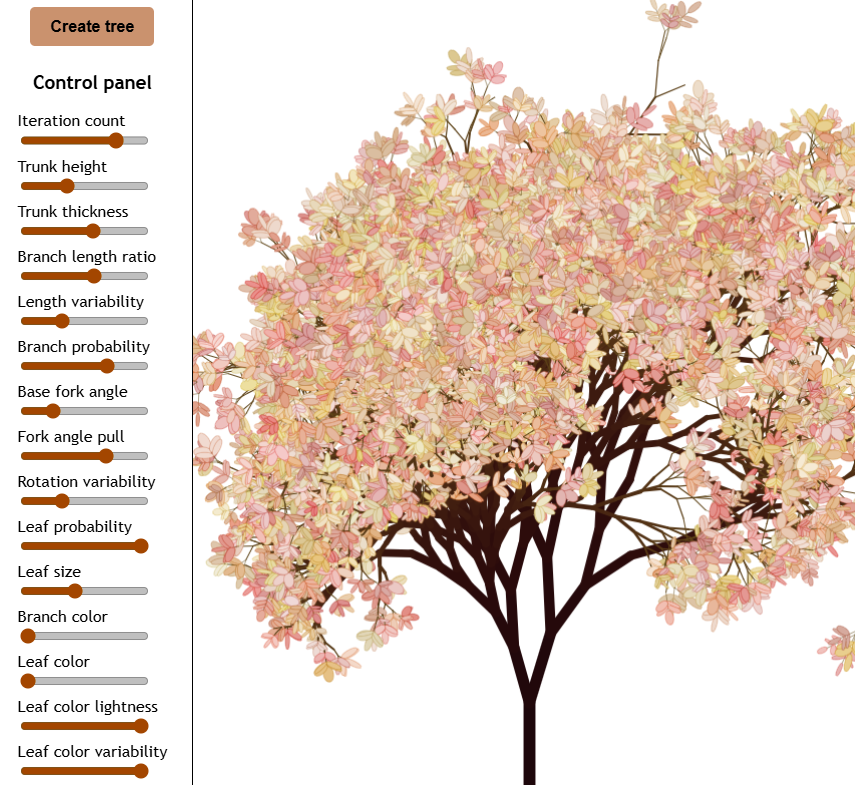 Create tree
Control panel
Iteration count
Trunk height
Trunk thickness
Branch length ratio
Length variability
Branch probability
Base fork angle
Fork angle pull
Rotation variability
Leaf probability
Leaf size
Branch color
Leaf color
Leaf color lightness
Leaf color variability